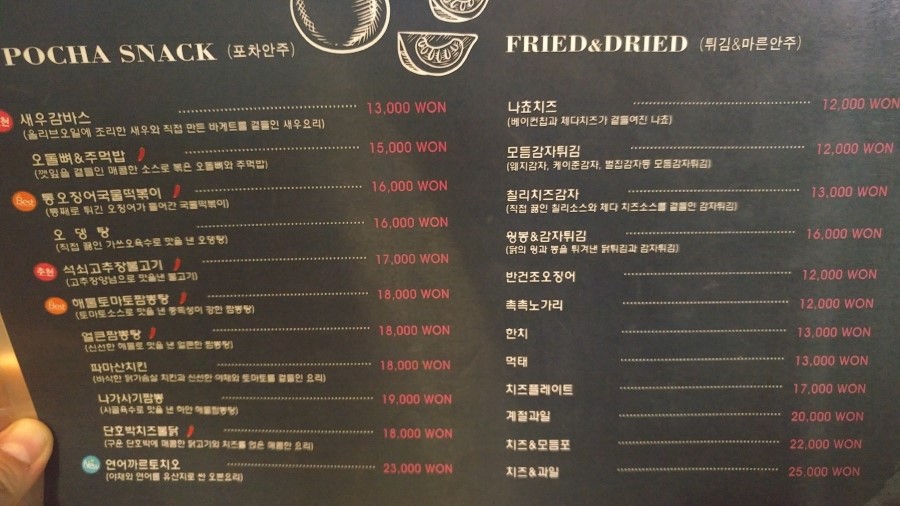 POCHA SNACK (포차안주)
천 새우감바스 13,000 WON
(올리브오일에 조리한 새우와 직접 만든 바게트를 곁들인 새우요리)
오돌뼈&주먹밥 15,000 WON
(깻잎을 곁들인 매콤한 소스로 볶은 오돌뼈와 주먹밥)
Best 통오징어국물떡볶이 16,000 WON
(통째로 튀긴 오징어가 들어간 국물떡볶이)
오 뎅 탕 16,000 WON
(직접 끓인 가쓰오육수로 맛을 낸 오뎅탕)
추천 석쇠고추장불고기 17,000 WON
(고추장양념으로 맛을낸 불고기)
Best 해물토마토짬뽕탕 18,000 WON
(토마토소스로 맛을 낸 중독성이 강한 짬뽕탕)
얼큰짬뽕탕 18,000 WON
(신선한 해물로 맛을 낸 얼큰한 짬뽕탕)
파마산치킨 18,000 WON
(바삭한 닭가슴살 치킨과 신선한 야채와 토마토를 곁들인 요리)
나가사기짬뽕 19,000 WON
(사골육수로 맛을 낸 하얀 해물짬뽕탕)
단호박치즈불닭 18,000 WON
(구운 단호박에 매콤한 닭고기와 치즈를 얹은 매콤한 요리)
New 연어까르토치오 23,000 WON
(야채와 연어를 유산지로 싼 오븐요리)
FRIED&DRIED (튀김&마른안주)
나쵸치즈 12,000 WON
(베이컨칩과 체다치즈가 곁들여진 나쵸)
모듬감자튀김 12,000 WON
(웨지감자, 케이준감자, 벌집감자등 모듬감자튀김)
칠리치즈감자 13,000 WON
(직접 끓인 칠리소스와 체다 치즈소스를 곁들인 감자튀김)
윙봉&감자튀김 16,000 WON
(닭의 윙과 봉을 튀겨낸 닭튀김과 감자튀김)
반건조오징어 12,000 WON
촉촉노가리 12,000 WON
한치 13,000 WON
먹태 13,000 WON
치즈플레이트 17,000 WON
계절과일 20,000 WON
치즈&모듬포 22,000 WON
치즈&과일 25,000 WON